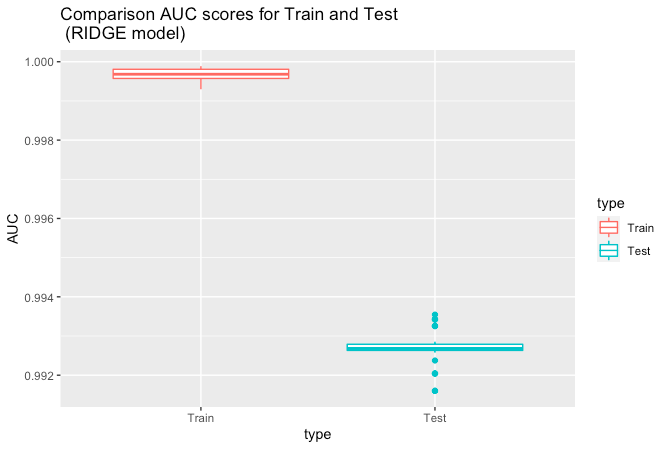 Comparison AUC scores for Train and Test
(RIDGE model)
1.000
0.998
0.996
0.994
0.992
AUC
Train
Test
type
type
Train
Test